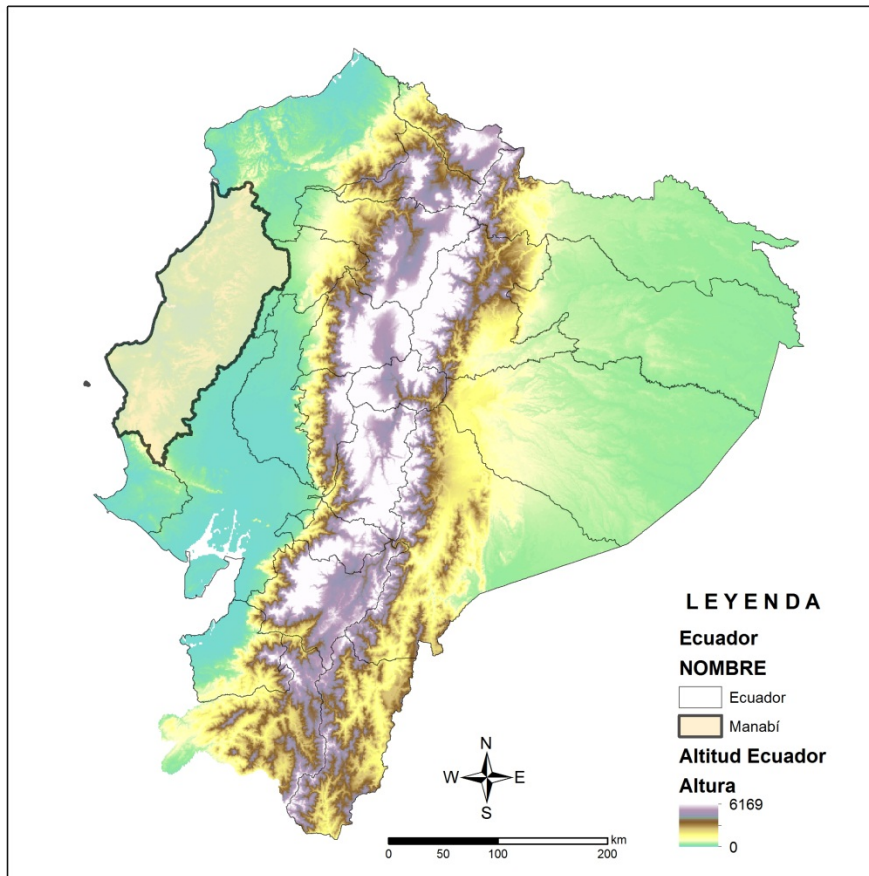 L E Y E N D A
Ecuador
NOMBRE
Ecuador
Manabí
Altitud Ecuador
Altura
6169
0
N
W E
S
km
0 50 100 200